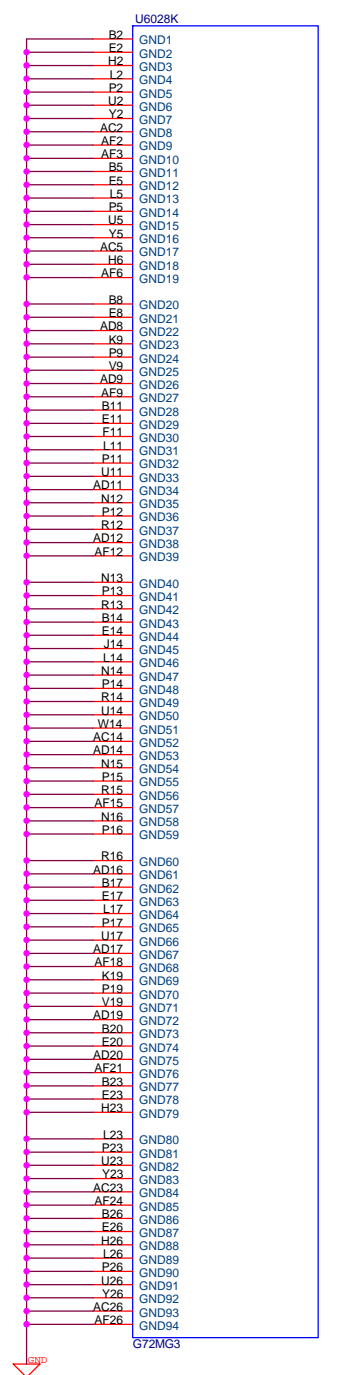 U6028K
B2 GND1
E2 GND2
H2 GND3
L2 GND4
P2 GND5
U2 GND6
Y2 GND7
AC2 GND8
AF2 GND9
AF3 GND10
B5 GND11
E5 GND12
L5 GND13
P5 GND14
U5 GND15
Y5 GND16
AC5 GND17
H6 GND18
AF6 GND19
B8 GND20
E8 GND21
AD8 GND22
K9 GND23
P9 GND24
V9 GND25
AD9 GND26
AF9 GND27
B11 GND28
E11 GND29
F11 GND30
L11 GND31
P11 GND32
U11 GND33
AD11 GND34
N12 GND35
P12 GND36
R12 GND37
AD12 GND38
AF12 GND39
N13 GND40
P13 GND41
R13 GND42
B14 GND43
E14 GND44
J14 GND45
L14 GND46
N14 GND47
P14 GND48
R14 GND49
U14 GND50
W14 GND51
AC14 GND52
AD14 GND53
N15 GND54
P15 GND55
R15 GND56
AF15 GND57
N16 GND58
P16 GND59
R16 GND60
AD16 GND61
B17 GND62
E17 GND63
L17 GND64
P17 GND65
U17 GND66
AD17 GND67
AF18 GND68
K19 GND69
P19 GND70
V19 GND71
AD19 GND72
B20 GND73
E20 GND74
AD20 GND75
AF21 GND76
B23 GND77
E23 GND78
H23 GND79
L23 GND80
P23 GND81
U23 GND82
Y23 GND83
AC23 GND84
AF24 GND85
B26 GND86
E26 GND87
H26 GND88
L26 GND89
P26 GND90
U26 GND91
Y26 GND92
AC26 GND93
AF26 GND94
G72MG3
GND